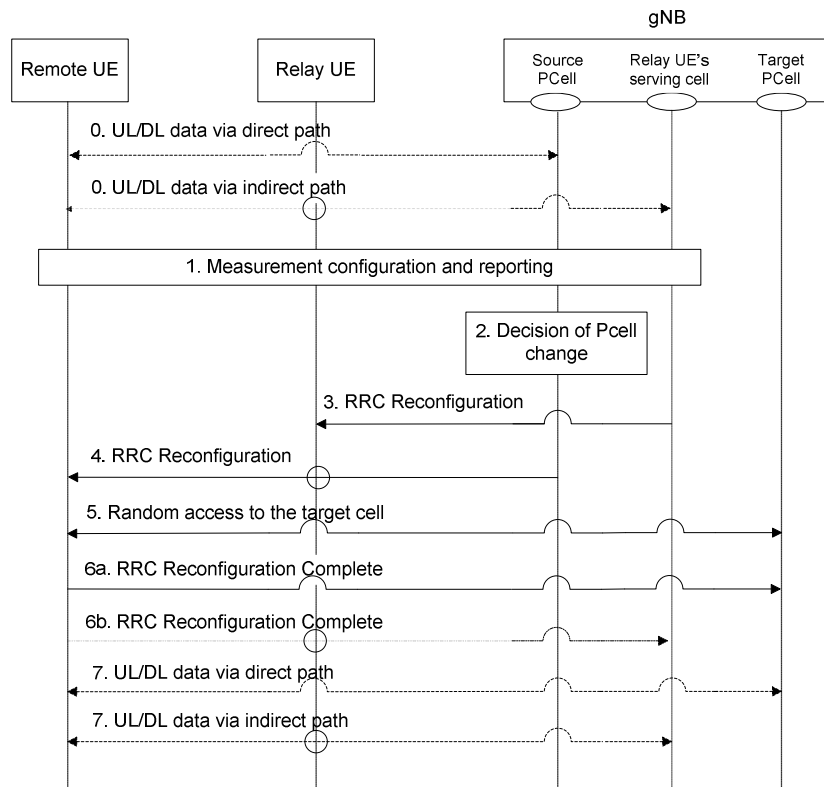 gNB
Remote UE
Relay UE
Source
PCell
Relay UE's
serving cell
Target
PCell
0. UL/DL data via direct path
0. UL/DL data via indirect path
1. Measurement configuration and reporting
2. Decision of Pcell
change
3. RRC Reconfiguration
4. RRC Reconfiguration
5. Random access to the target cell
6a. RRC Reconfiguration Complete
6b. RRC Reconfiguration Complete
7. UL/DL data via direct path
7. UL/DL data via indirect path